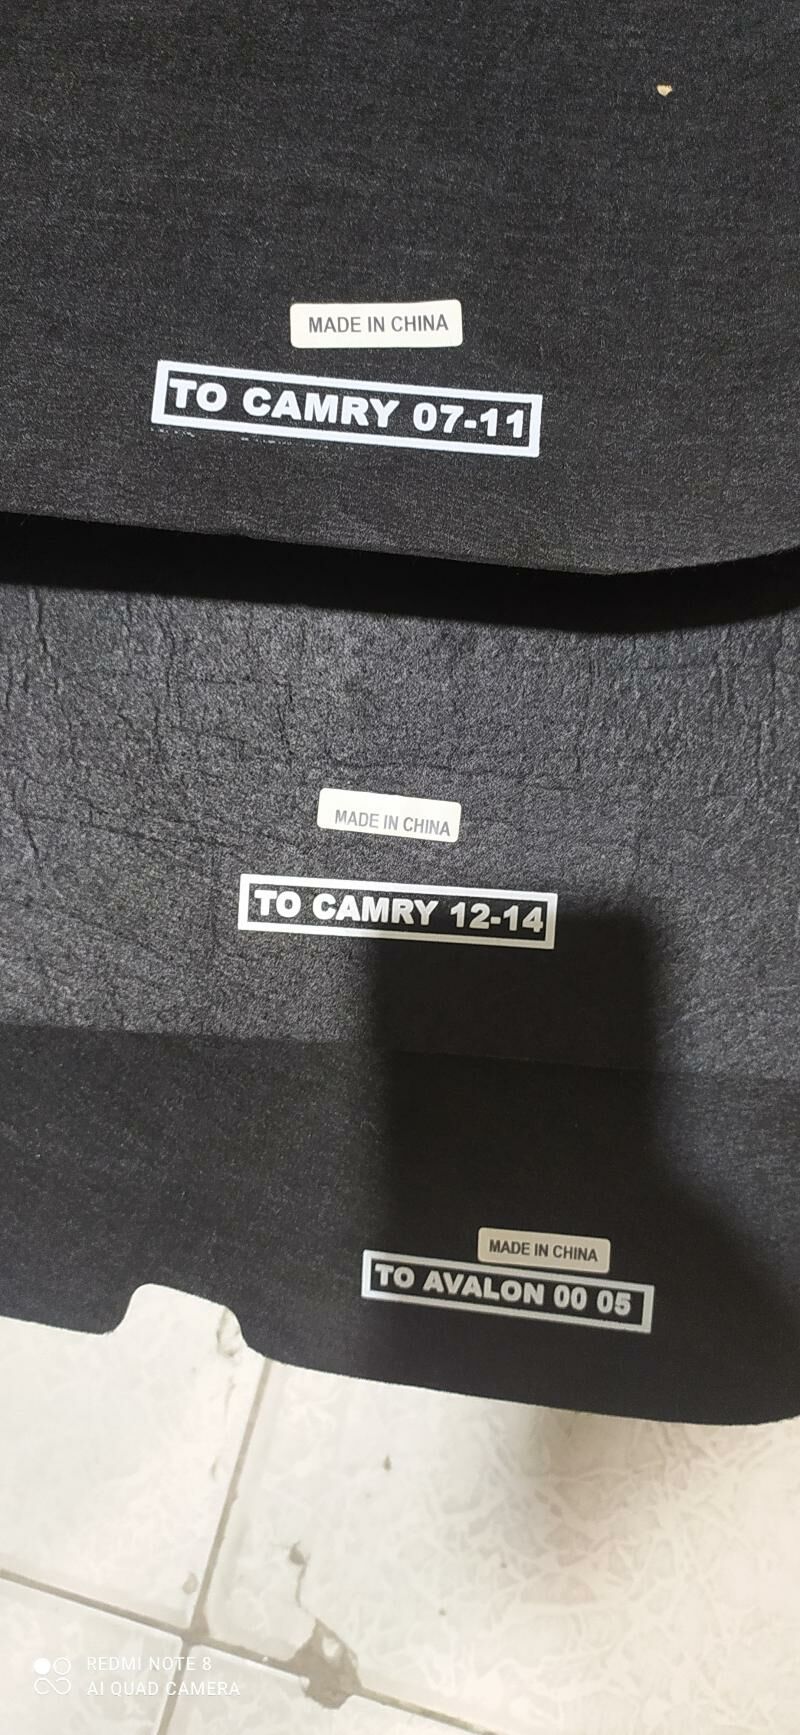 MADE IN CHINA
TO CAMRY 07-11
MADE IN CHINA
TO CAMRY 12-14
MADE IN CHINA
TO AVALON 00 05
REDMI NOTE 8
AI QUAD CAMERA